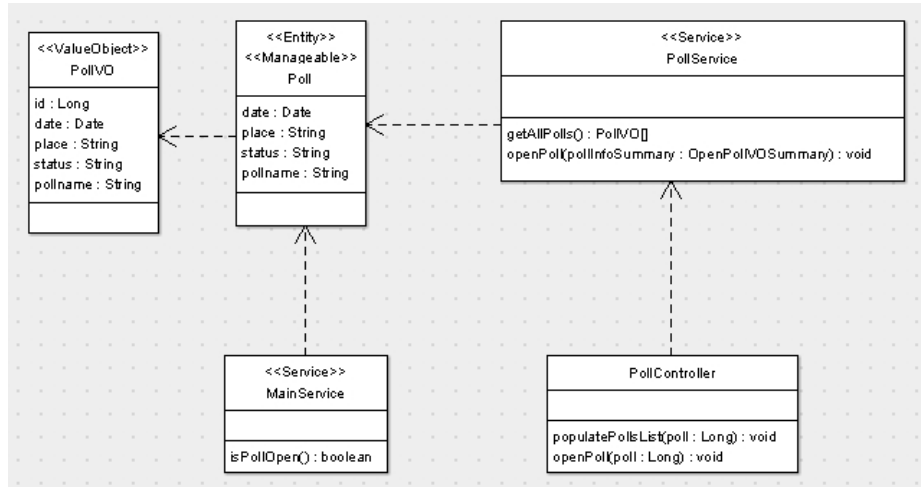 <<ValueObject>>
PollVO
id : Long
date : Date
place : String
status : String
pollname : String
<<Entity>>
<<Manageable>>
Poll
date : Date
place : String
status : String
pollname : String
<<Service>>
PollService
getAllPolls() : PollVO[]
openPoll(pollInfoSummary : OpenPollVOSummary) : void
<<Service>>
MainService
isPollOpen() : boolean
PollController
populatePollsList(poll : Long) : void
openPoll(poll : Long) : void